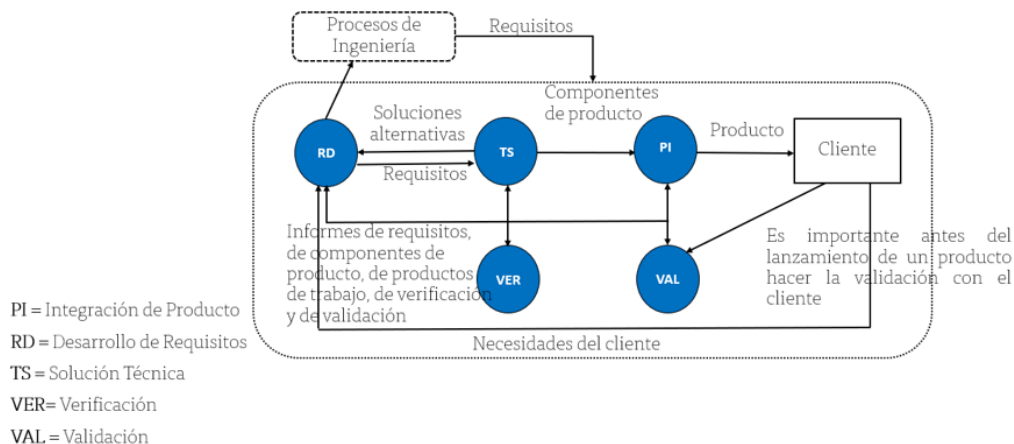 Procesos de
Ingeniería
Requisitos
Componentes
de producto
Soluciones
alternativas
Producto
RD
TS
PI
Cliente
Requisitos
Informes de requisitos,
de componentes de
producto, de productos
de trabajo, de verificación
y de validación
VER
VAL
Es importante antes del
lanzamiento de un producto
hacer la validación con el
cliente
Necesidades del cliente
PI = Integración de Producto
RD = Desarrollo de Requisitos
TS = Solución Técnica
VER= Verificación
VAL = Validación